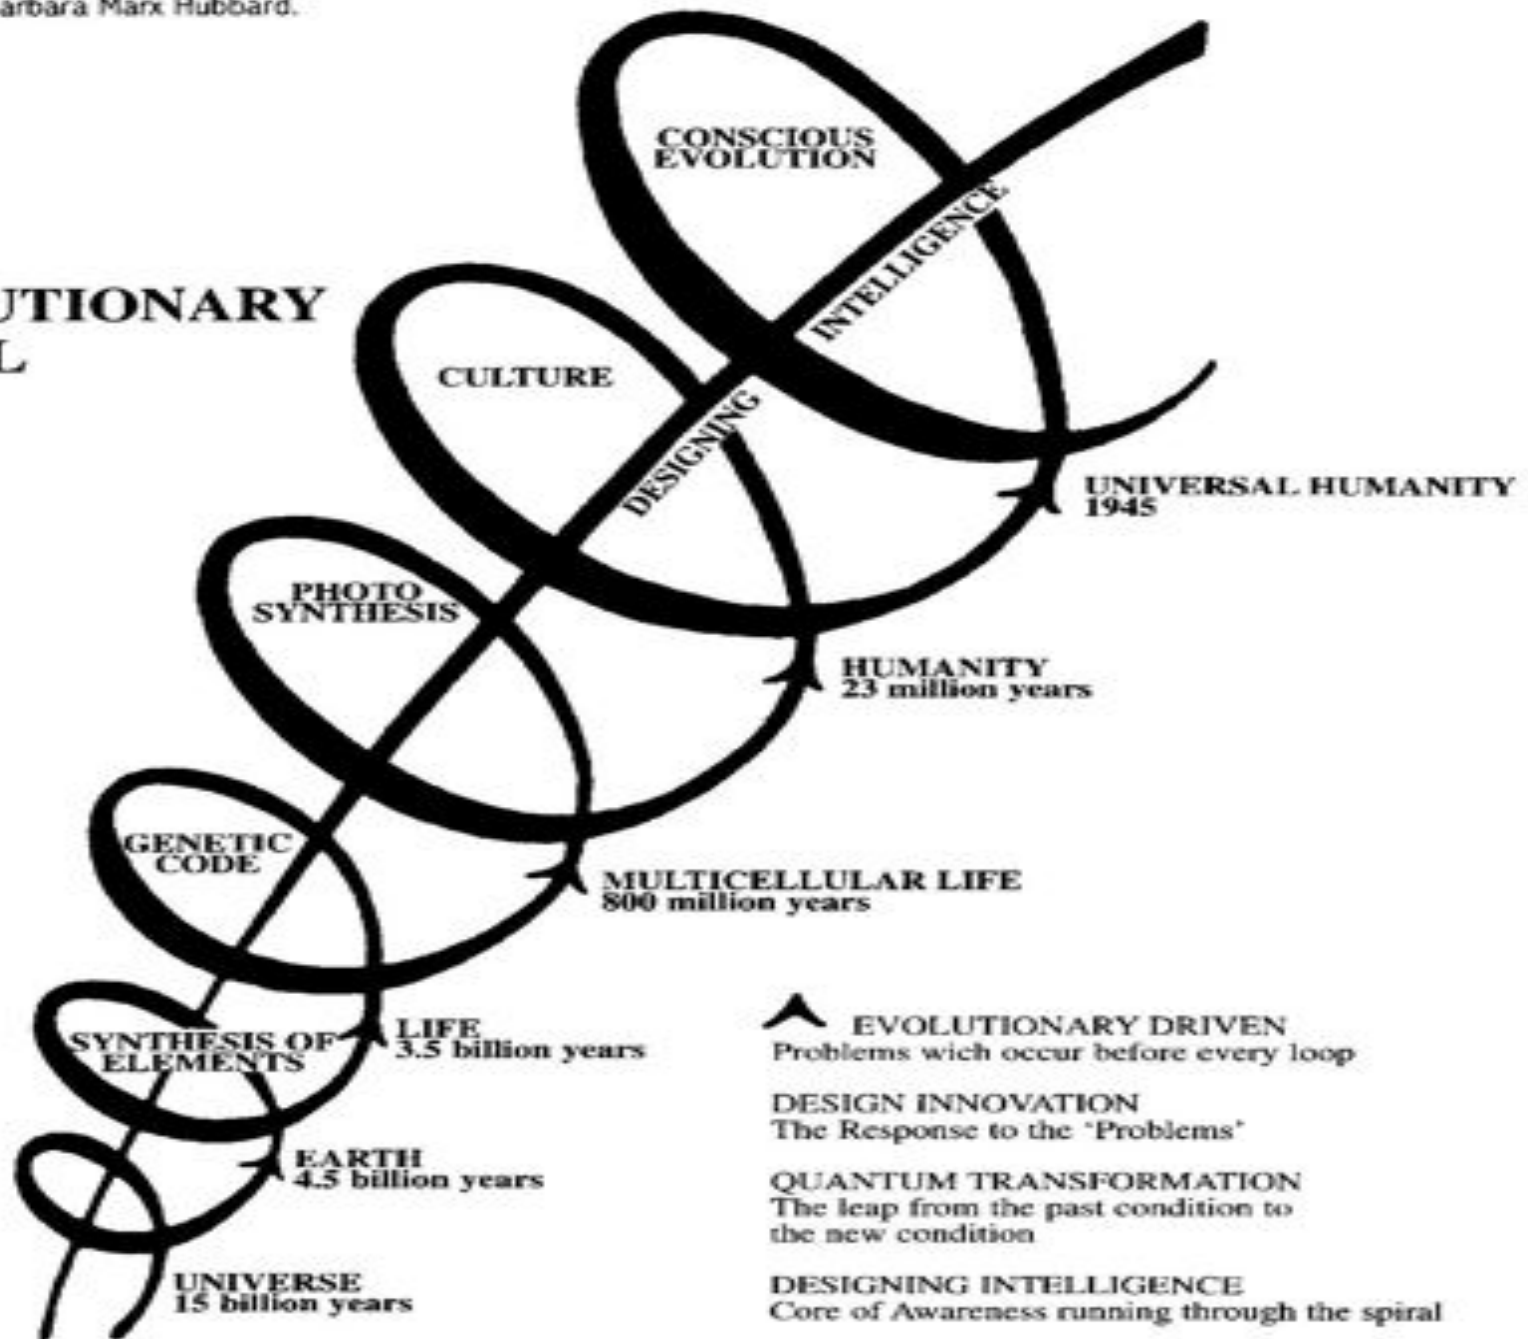 arbara Marx Hubbard.
CONSCIOUS
EVOLUTION
INTELLIGENCE
UTIONARY
L
CULTURE
DESIGNING
UNIVERSAL HUMANITY
1945
PHOTO
SYNTHESIS
HUMANITY
23 million years
GENETIC
CODE
MULTICELLULAR LIFE
800 million years
SYNTHESIS OF
ELEMENTS
LIFE
3.5 billion years
EARTH
4.5 billion years
UNIVERSE
15 billion years
EVOLUTIONARY DRIVEN
Problems wich occur before every loop
DESIGN INNOVATION
The Response to the ‘Problems’
QUANTUM TRANSFORMATION
The leap from the past condition to
the new condition
DESIGNING INTELLIGENCE
Core of Awareness running through the spiral